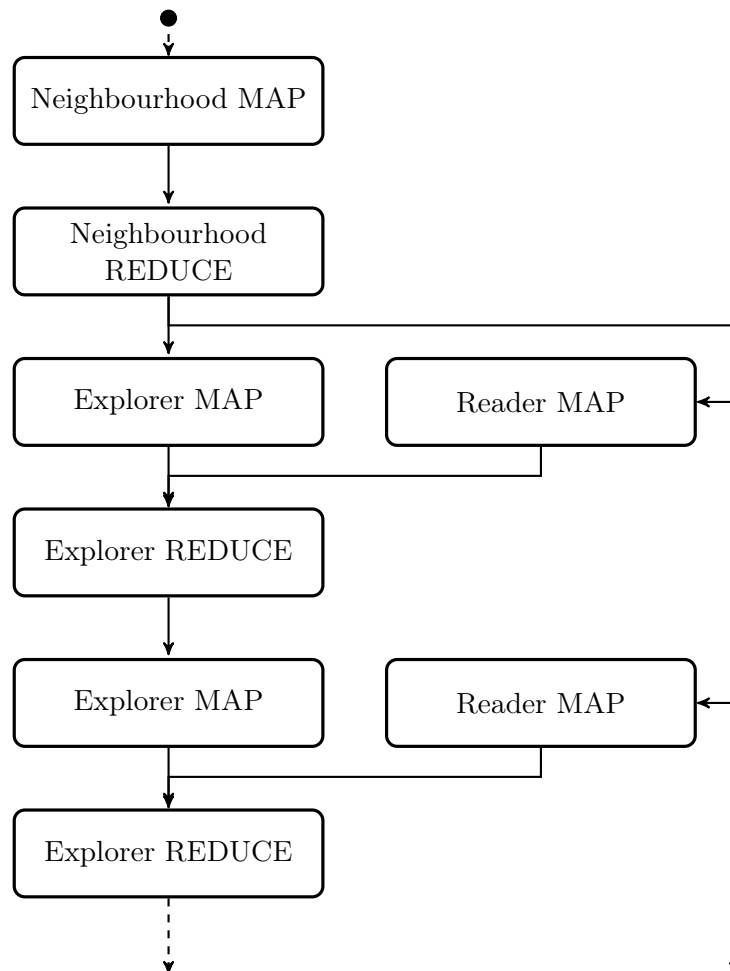 Neighbourhood MAP
Neighbourhood
REDUCE
Explorer MAP
Reader MAP
Explorer REDUCE
Explorer MAP
Reader MAP
Explorer REDUCE